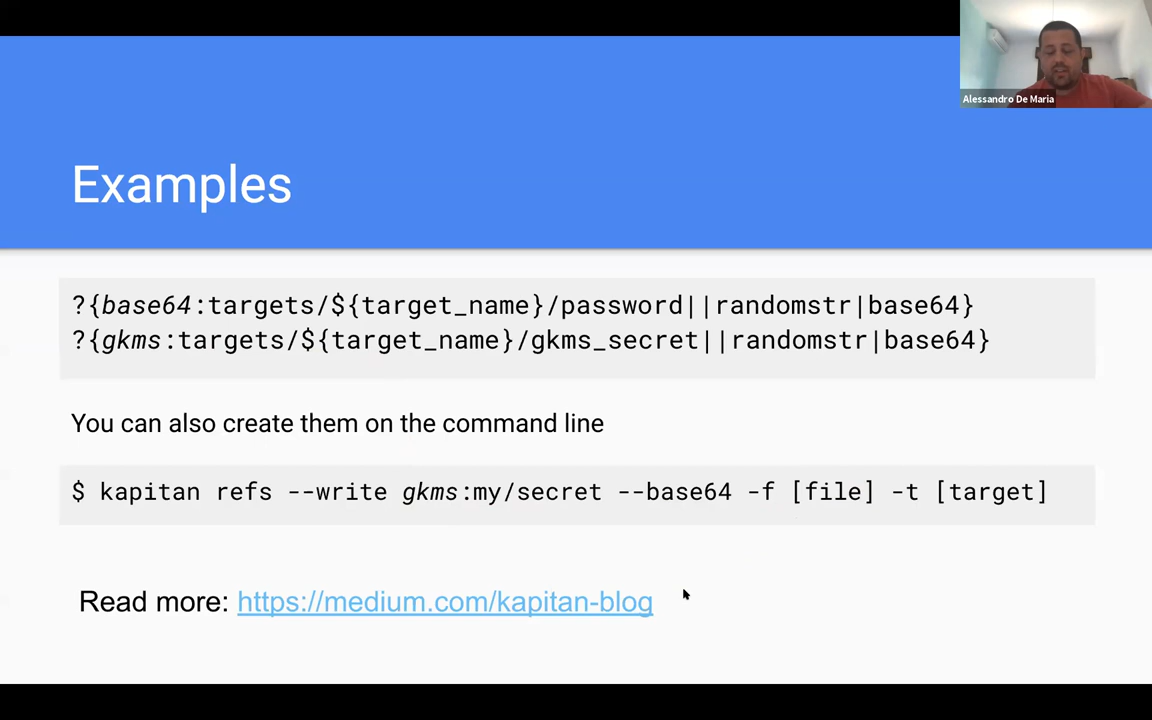 Alessandro De Maria
Examples
?{base64:targets/${target_name}/password||randomstr|base64}
?{gkms:targets/${target_name}/gkms_secret||randomstr|base64}
You can also create them on the command line
$ kapitan refs --write gkms:my/secret --base64 -f [file] -t [target]
Read more: https://medium.com/kapitan-blog